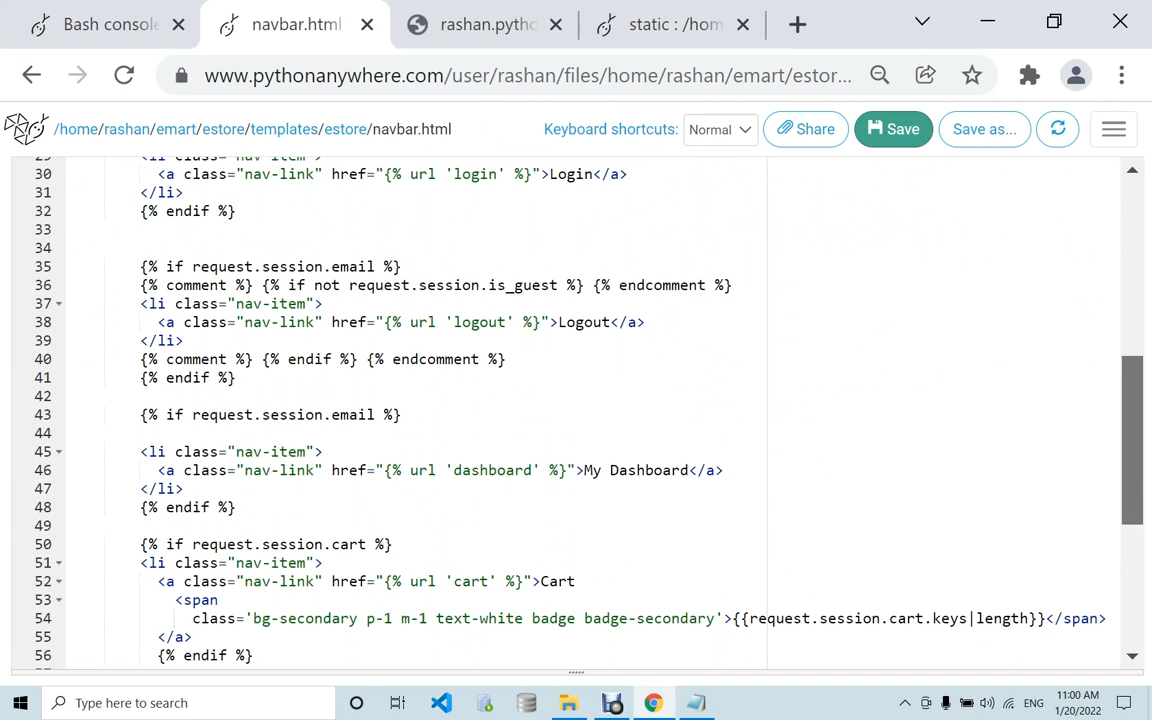 Bash console
navbar.html
rashan.pytho
static : /hom
www.pythonanywhere.com/user/rashan/files/home/rashan/emart/estor...
/home/rashan/emart/estore/templates/estore/navbar.html
Keyboard shortcuts:
Normal
Share
Save
Save as...
29 <li class="nav-item">
30 <a class="nav-link" href="{% url 'login' %}">Login</a>
31 </li>
32 {% endif %}
33
34
35 {% if request.session.email %}
36 {% comment %} {% if not request.session.is_guest %} {% endcomment %}
37 <li class="nav-item">
38 <a class="nav-link" href="{% url 'logout' %}">Logout</a>
39 </li>
40 {% comment %} {% endif %} {% endcomment %}
41 {% endif %}
42
43 {% if request.session.email %}
44
45 <li class="nav-item">
46 <a class="nav-link" href="{% url 'dashboard' %}">My Dashboard</a>
47 </li>
48 {% endif %}
49
50 {% if request.session.cart %}
51 <li class="nav-item">
52 <a class="nav-link" href="{% url 'cart' %}">Cart
53 <span
54 class='bg-secondary p-1 m-1 text-white badge badge-secondary'>{{request.session.cart.keys|length}}</span>
55 </a>
56 {% endif %}
Type here to search
ENG
11:00 AM
1/20/2022